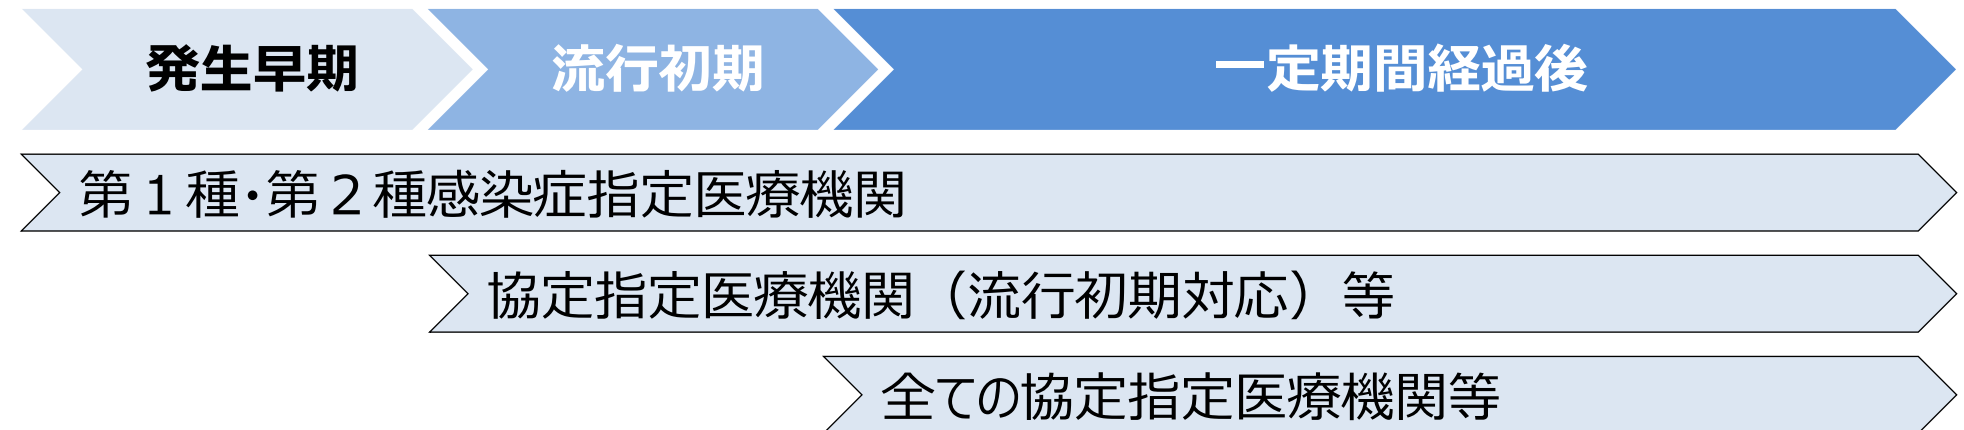 発生早期
流行初期
一定期間経過後
第１種･第２種感染症指定医療機関
協定指定医療機関（流行初期対応）等
全ての協定指定医療機関等